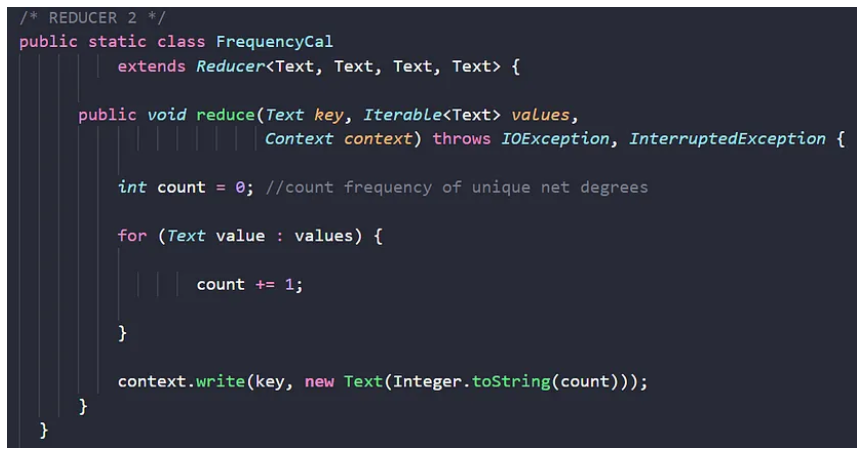 /* REDUCER 2 */
public static class FrequencyCal
extends Reducer<Text, Text, Text, Text> {
public void reduce(Text key, Iterable<Text> values,
Context context) throws IOException, InterruptedException {
int count = 0; //count frequency of unique net degrees
for (Text value : values) {
count += 1;
}
context.write(key, new Text(Integer.toString(count)));
}
}